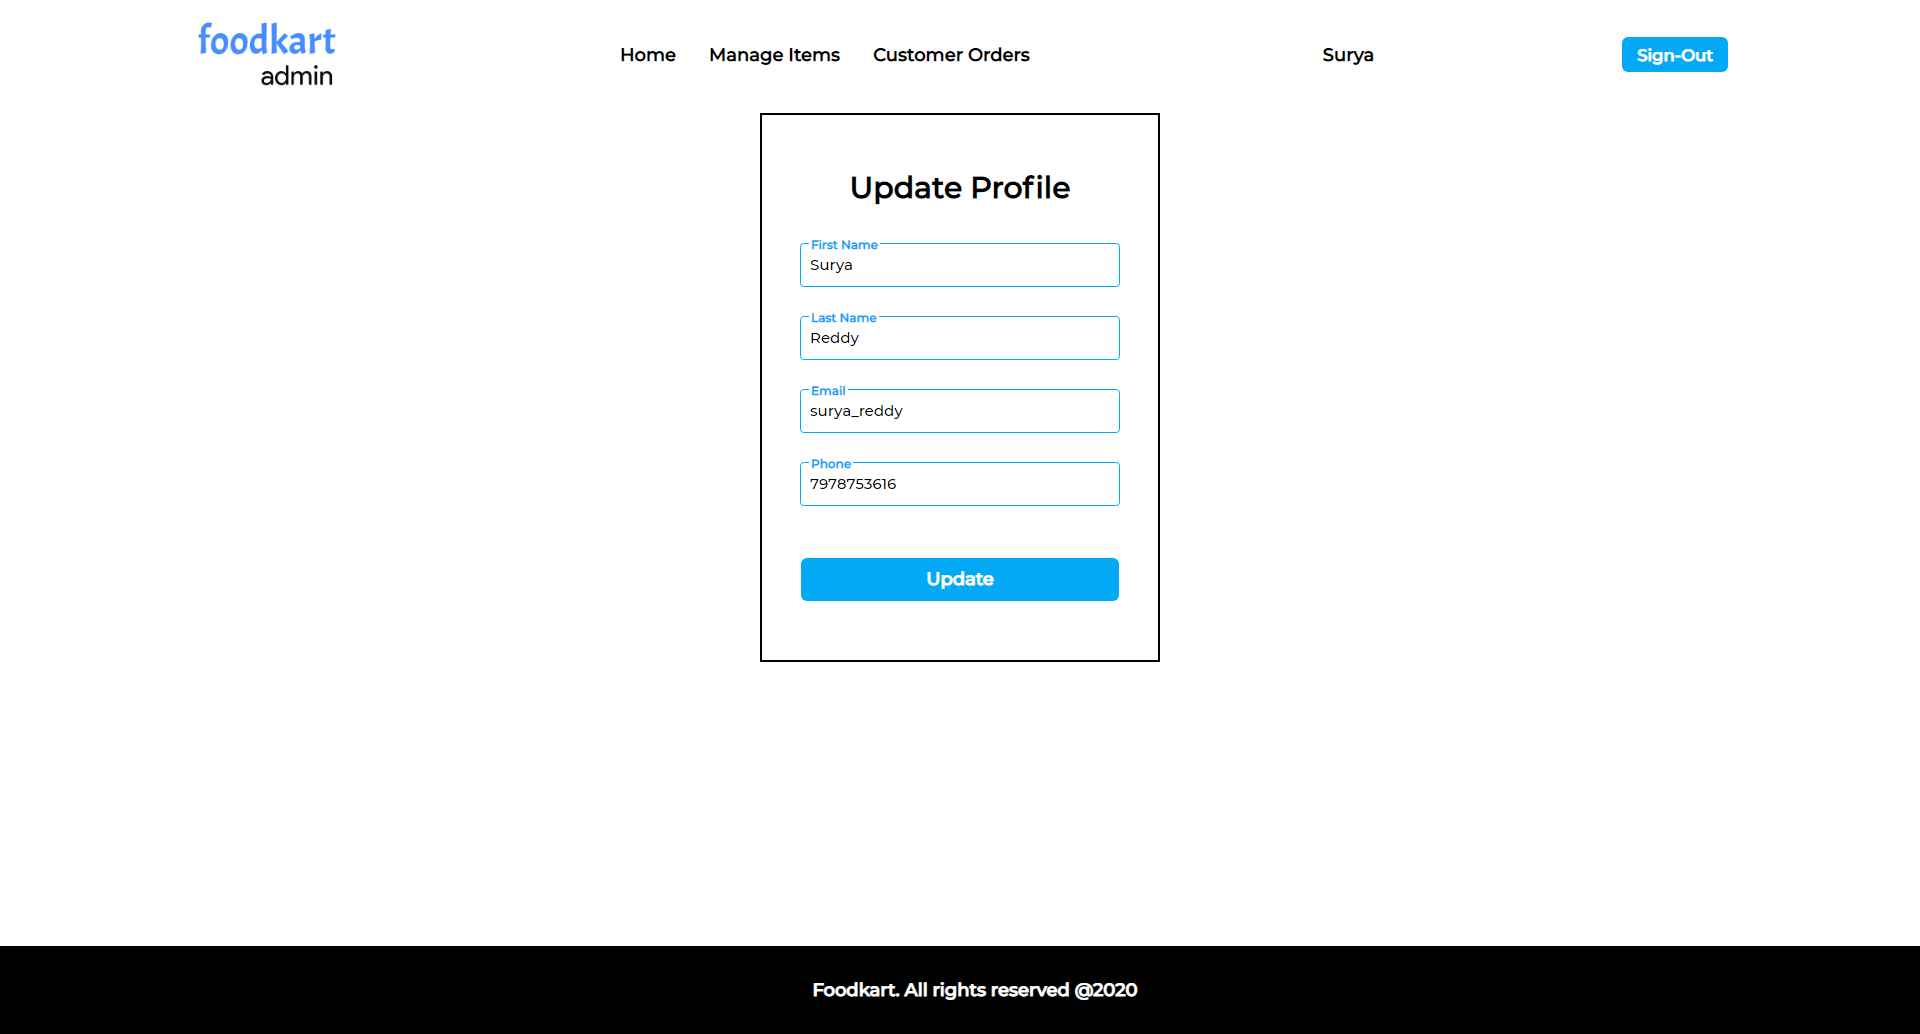 foodkart
admin
Home Manage Items Customer Orders Surya Sign-Out
Update Profile
First Name
Surya
Last Name
Reddy
Email
surya_reddy
Phone
7978753616
Update
Foodkart. All rights reserved @2020